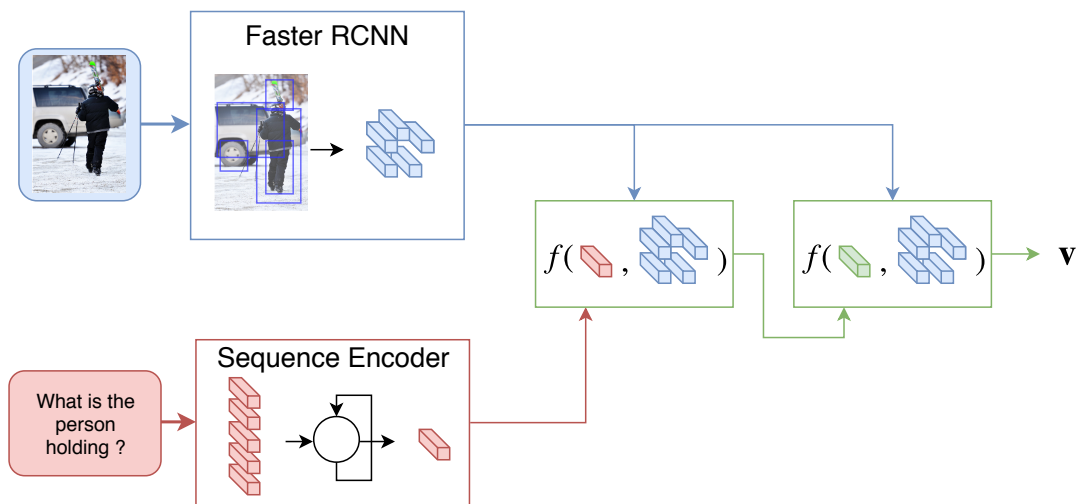 Faster RCNN
f( , )
f( , )
v
Sequence Encoder
What is the
person
holding ?